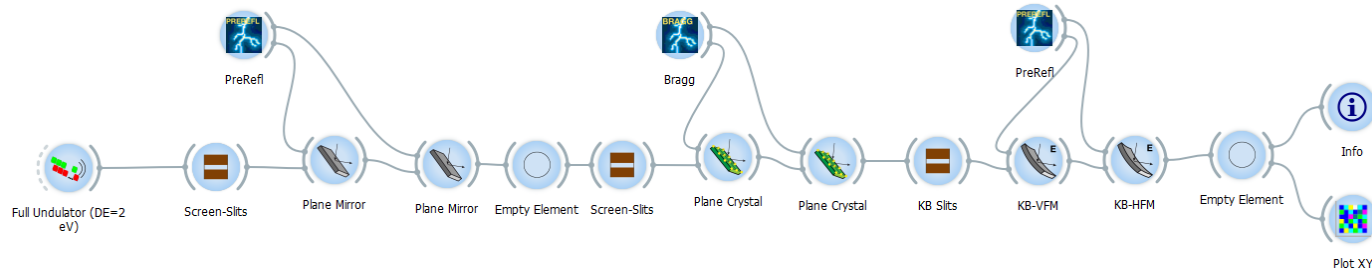 PREREFL
PreRefl
BRAGG
Bragg
PREREFL
PreRefl
Full Undulator (DE=2
eV)
Screen-Slits
Plane Mirror
Plane Mirror
Empty Element
Screen-Slits
Plane Crystal
Plane Crystal
KB Slits
E
KB-VFM
E
KB-HFM
Empty Element
i
Info
Plot XY